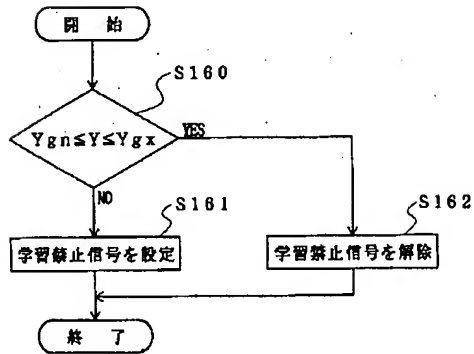 開 始
S160
Ygn≦Y≦Ygx
YES
NO
S161
S162
学習禁止信号を設定
学習禁止信号を解除
終 了